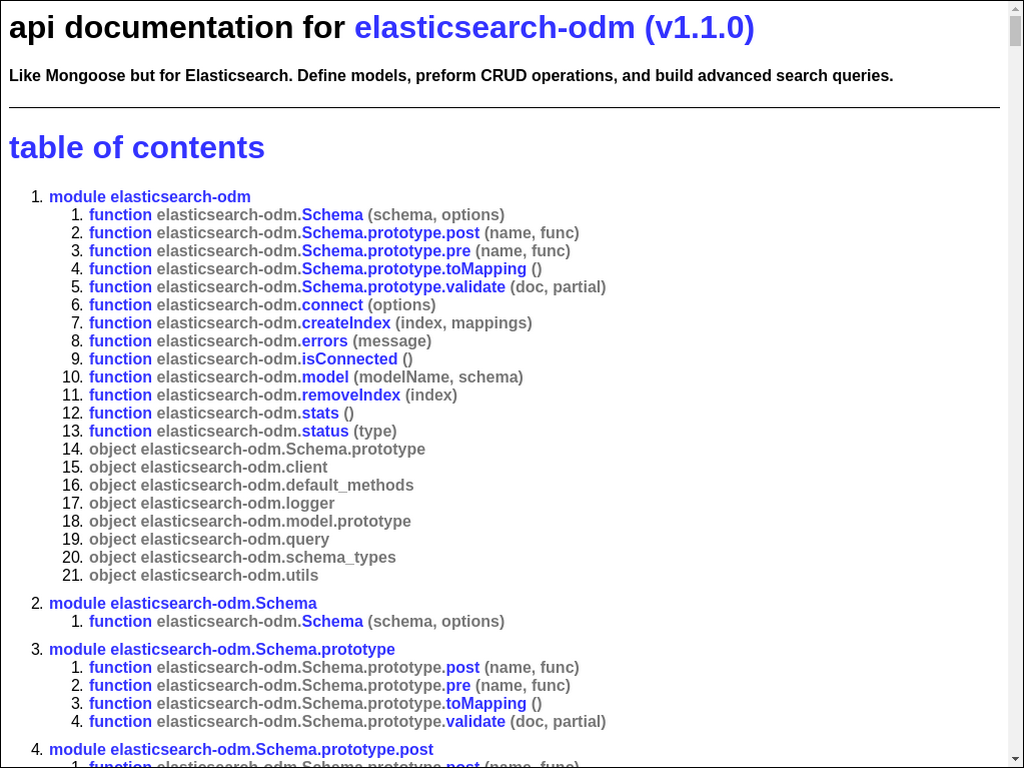 api documentation for elasticsearch-odm (v1.1.0)
Like Mongoose but for Elasticsearch. Define models, preform CRUD operations, and build advanced search queries.
table of contents
1. module elasticsearch-odm
1. function elasticsearch-odm.Schema (schema, options)
2. function elasticsearch-odm.Schema.prototype.post (name, func)
3. function elasticsearch-odm.Schema.prototype.pre (name, func)
4. function elasticsearch-odm.Schema.prototype.toMapping ()
5. function elasticsearch-odm.Schema.prototype.validate (doc, partial)
6. function elasticsearch-odm.connect (options)
7. function elasticsearch-odm.createIndex (index, mappings)
8. function elasticsearch-odm.errors (message)
9. function elasticsearch-odm.isConnected ()
10. function elasticsearch-odm.model (modelName, schema)
11. function elasticsearch-odm.removeIndex (index)
12. function elasticsearch-odm.stats ()
13. function elasticsearch-odm.status (type)
14. object elasticsearch-odm.Schema.prototype
15. object elasticsearch-odm.client
16. object elasticsearch-odm.default_methods
17. object elasticsearch-odm.logger
18. object elasticsearch-odm.model.prototype
19. object elasticsearch-odm.query
20. object elasticsearch-odm.schema_types
21. object elasticsearch-odm.utils
2. module elasticsearch-odm.Schema
1. function elasticsearch-odm.Schema (schema, options)
3. module elasticsearch-odm.Schema.prototype
1. function elasticsearch-odm.Schema.prototype.post (name, func)
2. function elasticsearch-odm.Schema.prototype.pre (name, func)
3. function elasticsearch-odm.Schema.prototype.toMapping ()
4. function elasticsearch-odm.Schema.prototype.validate (doc, partial)
4. module elasticsearch-odm.Schema.prototype.post
1. function elasticsearch-odm.Schema.prototype.post (name, func)